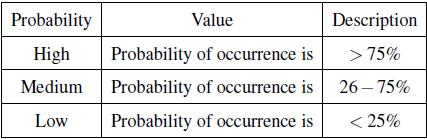 Probability Value Description
High Probability of occurrence is > 75%
Medium Probability of occurrence is 26 – 75%
Low Probability of occurrence is < 25%